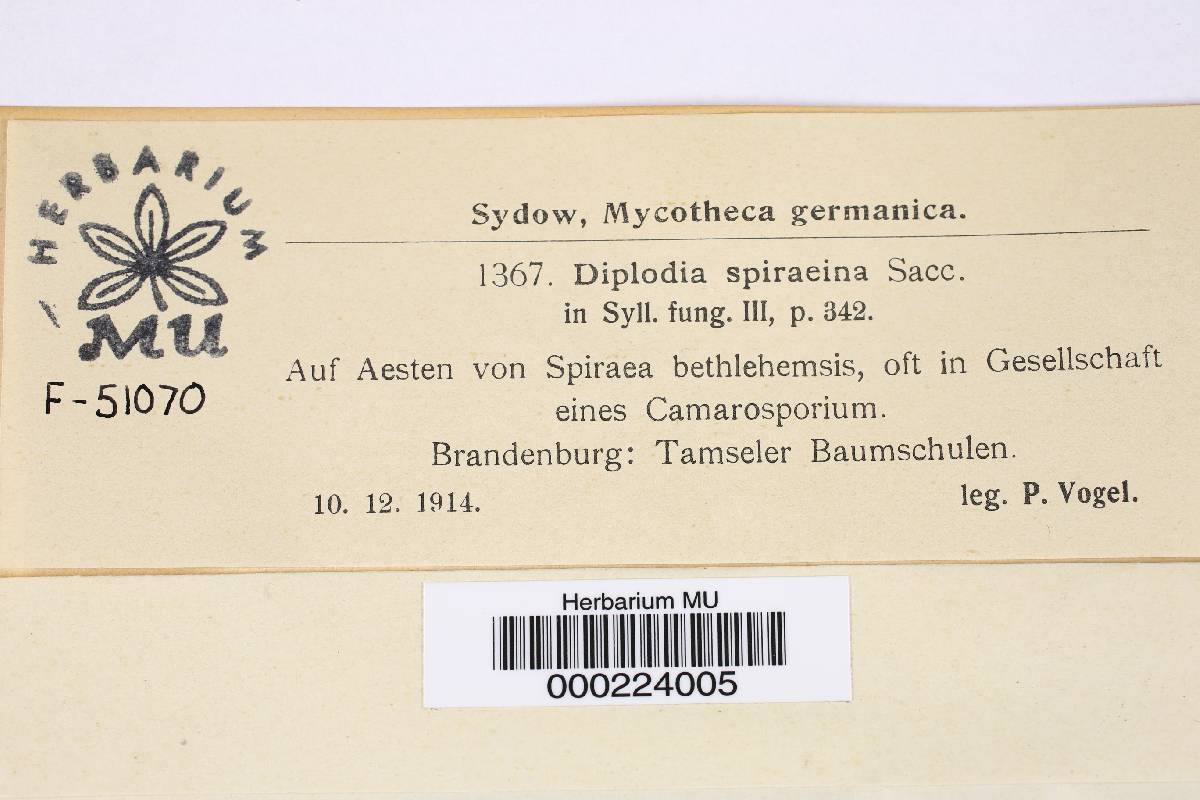 HERBARIUM
MU
F-51070
Sydow, Mycotheca germanica.
1367. Diplodia spiraeina Sacc.
in Syll. fung. III, p. 342.
Auf Aesten von Spiraea bethlehemsis, oft in Gesellschaft
eines Camarosporium.
Brandenburg: Tamseler Baumschulen.
10. 12. 1914.
leg. P. Vogel.
Herbarium MU
000224005